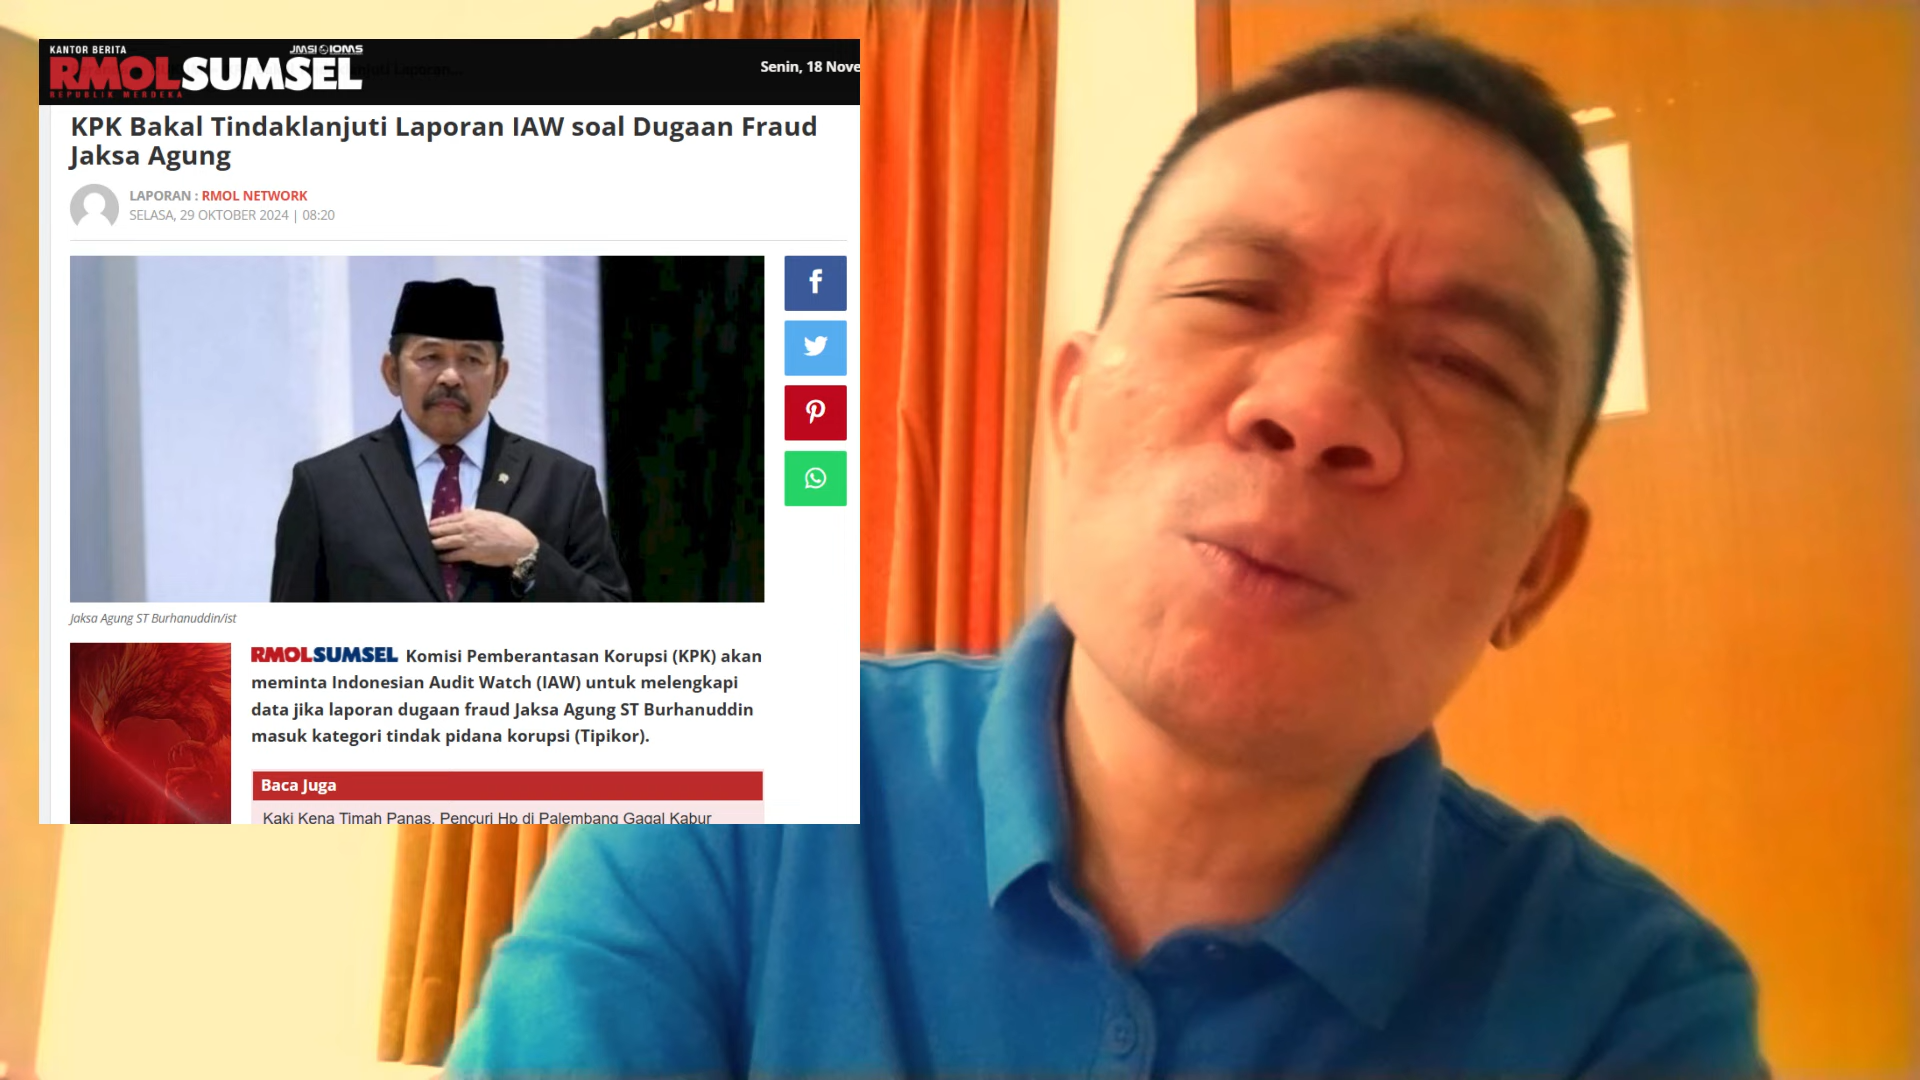 KANTOR BERITA
JMSI IOMS
RMOLSUMSEL
REPUBLIK MERDEKA
Senin, 18 Nove
KPK Bakal Tindaklanjuti Laporan IAW soal Dugaan Fraud
Jaksa Agung
LAPORAN : RMOL NETWORK
SELASA, 29 OKTOBER 2024 | 08:20
Jaksa Agung ST Burhanuddin/ist
RMOLSUMSEL Komisi Pemberantasan Korupsi (KPK) akan
meminta Indonesian Audit Watch (IAW) untuk melengkapi
data jika laporan dugaan fraud Jaksa Agung ST Burhanuddin
masuk kategori tindak pidana korupsi (Tipikor).
Baca Juga
Kaki Kena Timah Panas, Pencuri Hp di Palembang Gagal Kabur